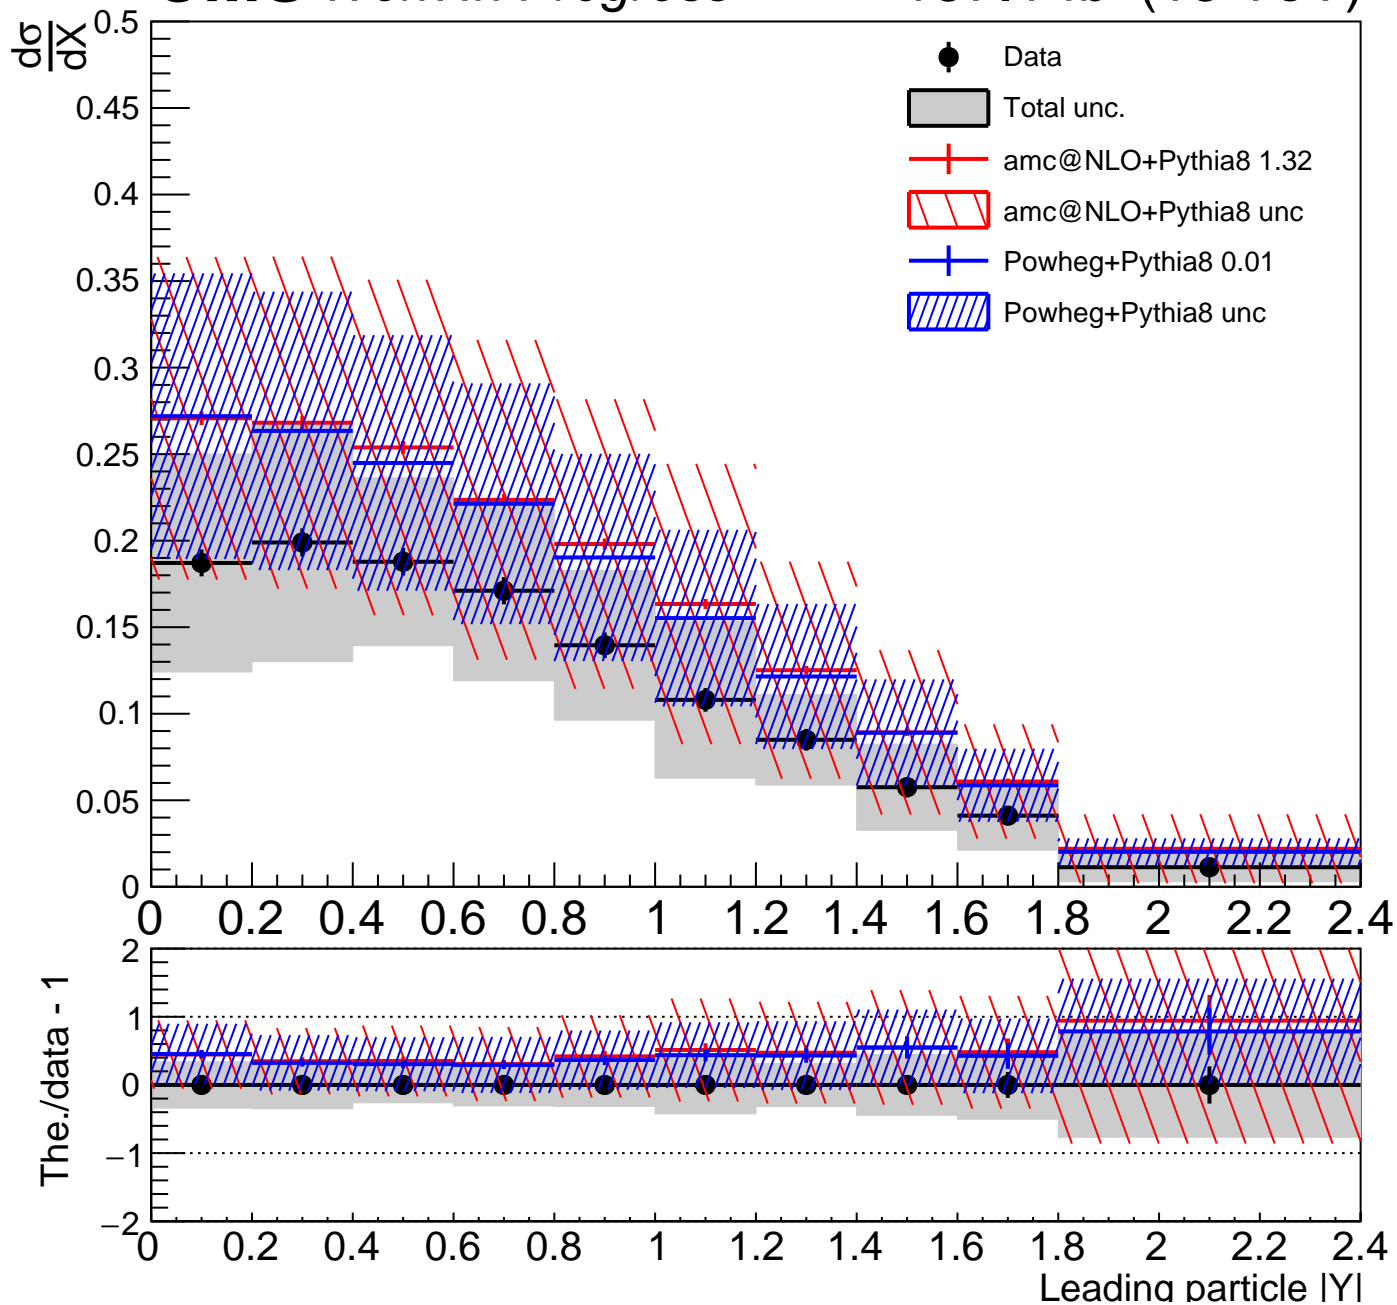 dσ
dX
0.5
0.45
0.4
0.35
0.3
0.25
0.2
0.15
0.1
0.05
0
Data
Total unc.
amc@NLO+Pythia8 1.32
amc@NLO+Pythia8 unc
Powheg+Pythia8 0.01
Powheg+Pythia8 unc
0 0.2 0.4 0.6 0.8 1 1.2 1.4 1.6 1.8 2 2.2 2.4
The./data - 1
2
1
0
−1
−2
0 0.2 0.4 0.6 0.8 1 1.2 1.4 1.6 1.8 2 2.2 2.4
Leading particle |Y|